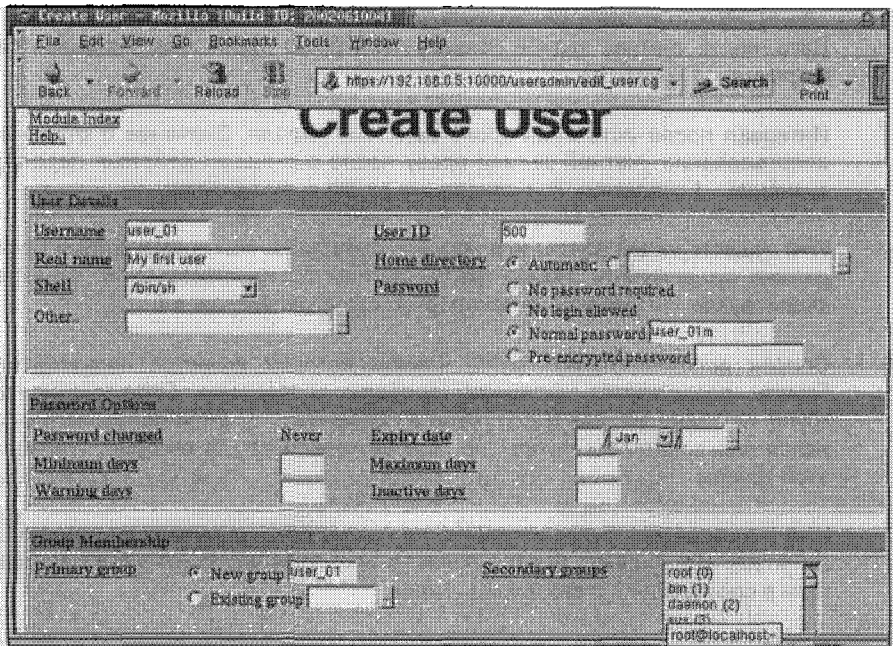 Create User - Mozilla {Build ID: 2002061004}
File Edit View Go Bookmarks Tools Window Help
Back Forward Reload Stop https://192.168.0.5:10000/useradmin/edit_user.cg Search Print
Module Index
Help..
Create User
User Details
Username user_01 User ID 500
Real name My first user Home directory Automatic
Shell /bin/sh Password No password required
Other.. No login allowed
Normal password user_01m
Pre-encrypted password
Password Options
Password changed Never Expiry date / Jan /
Minimum days Maximum days
Warning days Inactive days
Group Membership
Primary group New group user_01 Secondary groups root (0)
Existing group bin (1)
daemon (2)
sys (3)
root@localhost:~